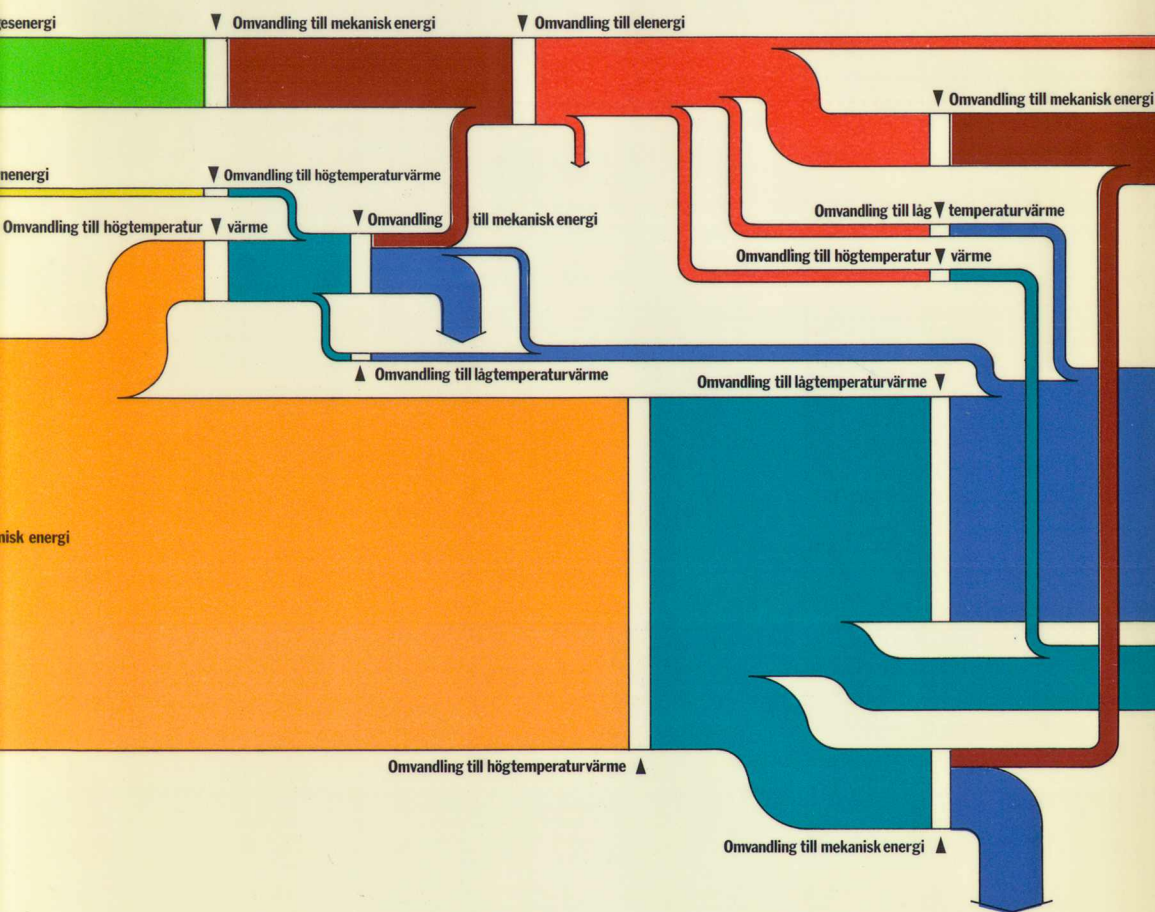 esenergi
Omvandling till mekanisk energi
Omvandling till elenergi
Omvandling till mekanisk energi
nenergi
Omvandling till högtemperaturvärme
Omvandling till högtemperatur värme
Omvandling till mekanisk energi
Omvandling till låg temperaturvärme
Omvandling till högtemperatur värme
Omvandling till lågtemperaturvärme
Omvandling till lågtemperaturvärme
nisk energi
Omvandling till högtemperaturvärme
Omvandling till mekanisk energi